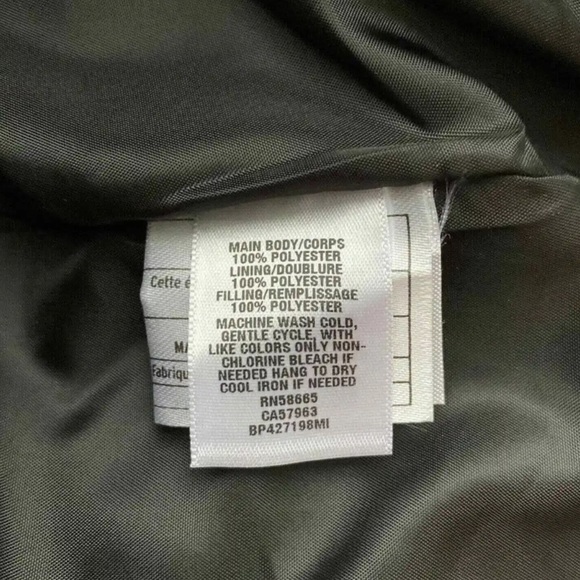 MAIN BODY/CORPS
100% POLYESTER
LINING/DOUBLURE
100% POLYESTER
FILLING/REMPLISSAGE
100% POLYESTER
MACHINE WASH COLD,
GENTLE CYCLE, WITH
LIKE COLORS ONLY NON-
CHLORINE BLEACH IF
NEEDED HANG TO DRY
COOL IRON IF NEEDED
RN58665
CA57963
BP427198MI
Cette